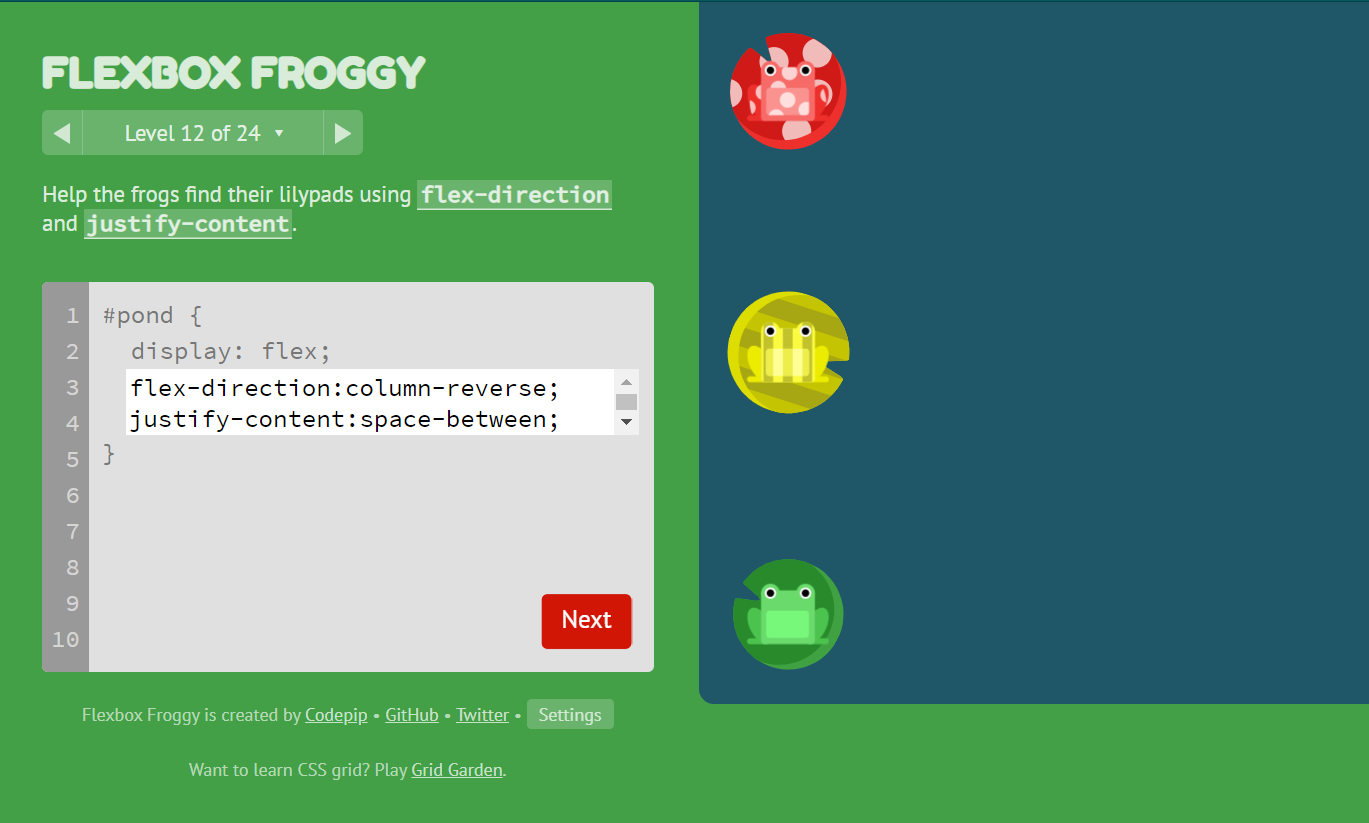 FLEXBOX FROGGY
Level 12 of 24
Help the frogs find their lilypads using flex-direction
and justify-content.
1 #pond {
2 display: flex;
3 flex-direction:column-reverse;
4 justify-content:space-between;
5 }
6
7
8
9
10
Next
Flexbox Froggy is created by Codepip • GitHub • Twitter • Settings
Want to learn CSS grid? Play Grid Garden.